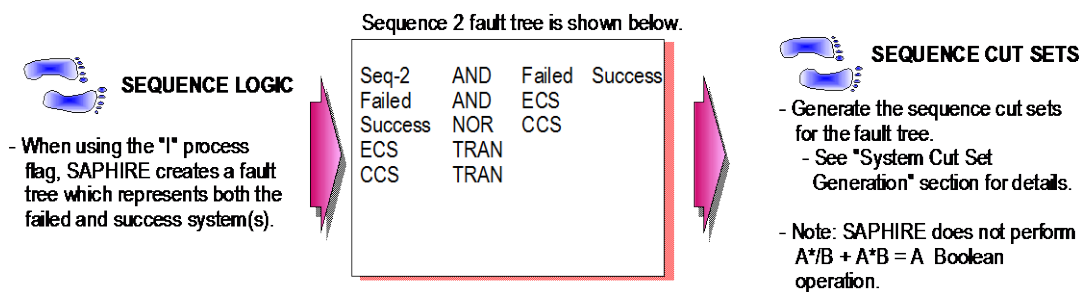 Sequence 2 fault tree is shown below.
SEQUENCE LOGIC
- When using the "I" process
flag, SAPHIRE creates a fault
tree which represents both the
failed and success system(s).
Seq-2 AND Failed Success
Failed AND ECS
Success NOR CCS
ECS TRAN
CCS TRAN
SEQUENCE CUT SETS
- Generate the sequence cut sets
for the fault tree.
- See "System Cut Set
Generation" section for details.
- Note: SAPHIRE does not perform
A*/B + A*B = A Boolean
operation.